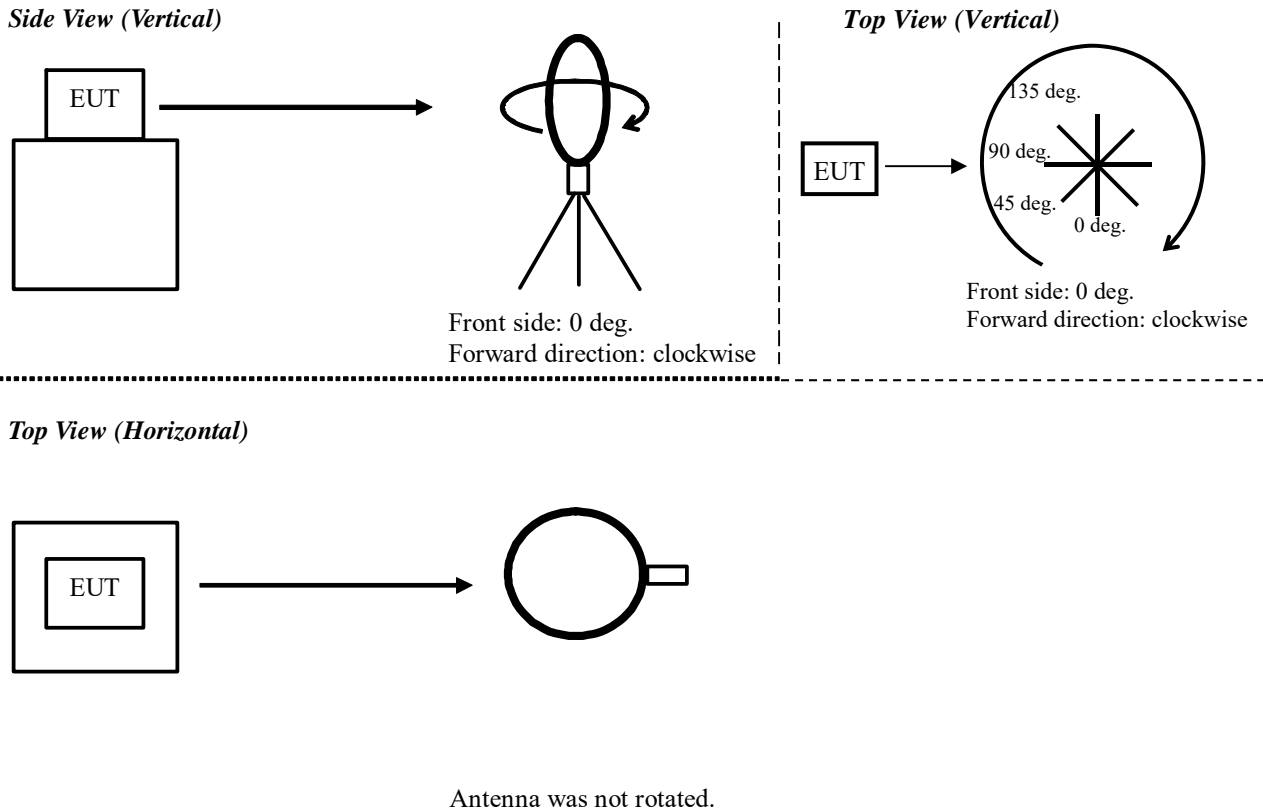 Side View (Vertical)
EUT
Front side: 0 deg.
Forward direction: clockwise
Top View (Vertical)
135 deg.
90 deg.
EUT
45 deg.
0 deg.
Front side: 0 deg.
Forward direction: clockwise
Top View (Horizontal)
EUT
Antenna was not rotated.